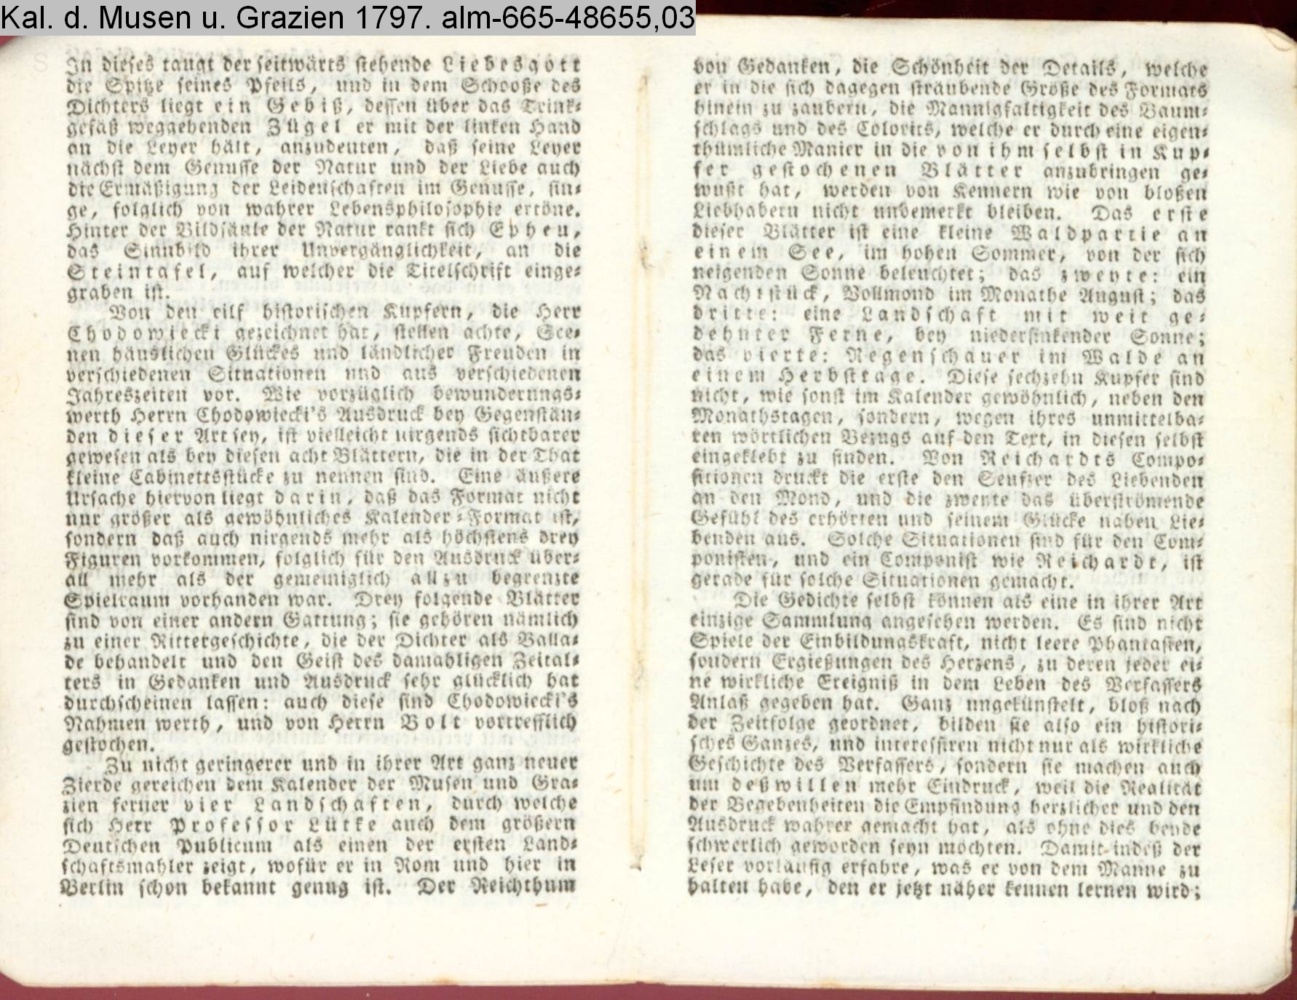 Kal. d. Musen u. Grazien 1797. alm-665-48655,03
In dieses taugt der seitwärts stehende Liebesgott
die Spitze seines Pfeils, und in dem Schooße des
Dichters liegt ein Gebiß, dessen über das Trink-
gefäß weggehenden Zügel er mit der linken Hand
an die Leyer hält, anzudeuten, daß seine Leyer
nächst dem Genusse der Natur und der Liebe auch
die Ermäßigung der Leidenschaften im Genusse, sin-
ge, folglich von wahrer Lebensphilosophie ertöne.
Hinter der Bildsäule der Natur rankt sich Epheu,
das Sinnbild ihrer Unvergänglichkeit, an die
Steintafel, auf welcher die Titelschrift einge-
graben ist.
Von den eilf historischen Kupfern, die Herr
Chodowiecki gezeichnet hat, stellen achte, Sce-
nen häuslichen Glückes und ländlicher Freuden in
verschiedenen Situationen und aus verschiedenen
Jahreszeiten vor. Wie vorzüglich bewunderungs-
werth Herrn Chodowiecki's Ausdruck bey Gegenstän-
den dieser Art sey, ist vielleicht nirgends sichtbarer
gewesen als bey diesen acht Blättern, die in der That
kleine Cabinettsstücke zu nennen sind. Eine äußere
Ursache hiervon liegt darin, daß das Format nicht
nur größer als gewöhnliches Kalender-Format ist,
sondern daß auch nirgends mehr als höchstens drey
Figuren vorkommen, folglich für den Ausdruck über-
all mehr als der gemeiniglich allzu begrenzte
Spielraum vorhanden war. Drey folgende Blätter
sind von einer andern Gattung; sie gehören nämlich
zu einer Rittergeschichte, die der Dichter als Balla-
de behandelt und den Geist des damahligen Zeital-
ters in Gedanken und Ausdruck sehr glücklich hat
durchscheinen lassen: auch diese sind Chodowiecki's
Nahmen werth, und von Herrn Bolt vortrefflich
gestochen.
Zu nicht geringerer und in ihrer Art ganz neuer
Zierde gereichen dem Kalender der Musen und Gra-
zien ferner vier Landschaften, durch welche
sich Herr Professor Lütke auch dem größern
Deutschen Publicum als einen der ersten Land-
schaftsmahler zeigt, wofür er in Rom und hier in
Berlin schon bekannt genug ist. Der Reichthum
von Gedanken, die Schönheit der Details, welche
er in die sich dagegen sträubende Größe des Formats
hinein zu zaubern, die Mannigfaltigkeit des Baum-
schlags und des Colorits, welche er durch eine eigen-
thümliche Manier in die von ihm selbst in Kup-
fer gestochenen Blätter anzubringen ge-
wußt hat, werden von Kennern wie von bloßen
Liebhabern nicht unbemerkt bleiben. Das erste
dieser Blätter ist eine kleine Waldpartie an
einem See, im hohen Sommer, von der sich
neigenden Sonne beleuchtet; das zweyte: ein
Nachtstück, Vollmond im Monathe August; das
dritte: eine Landschaft mit weit ge-
dehnter Ferne, bey niedersinkender Sonne;
das vierte: Regenschauer im Walde an
einem Herbsttage. Diese sechzehn Kupfer sind
nicht, wie sonst im Kalender gewöhnlich, neben den
Monathstagen, sondern, wegen ihres unmittelba-
ren wörtlichen Bezugs auf den Text, in diesen selbst
eingeklebt zu finden. Von Reichardts Compo-
sitionen druckt die erste den Seufzer des Liebenden
an den Mond, und die zweyte das überströmende
Gefühl des erhörten und seinem Glücke nahen Lie-
benden aus. Solche Situationen sind für den Com-
ponisten, und ein Componist wie Reichardt, ist
gerade für solche Situationen gemacht.
Die Gedichte selbst können als eine in ihrer Art
einzige Sammlung angesehen werden. Es sind nicht
Spiele der Einbildungskraft, nicht leere Phantasien,
sondern Ergießungen des Herzens, zu deren jeder ei-
ne wirkliche Ereigniß in dem Leben des Verfassers
Anlaß gegeben hat. Ganz ungekünstelt, bloß nach
der Zeitfolge geordnet, bilden sie also ein histori-
sches Ganzes, und interessiren nicht nur als wirkliche
Geschichte des Verfassers, sondern sie machen auch
um deßwillen mehr Eindruck, weil die Realität
der Begebenheiten die Empfindung herzlicher und den
Ausdruck wahrer gemacht hat, als ohne dies beyde
schwerlich geworden seyn möchten. Damit indeß der
Leser vorläufig erfahre, was er von dem Manne zu
halten habe, den er jetzt näher kennen lernen wird;